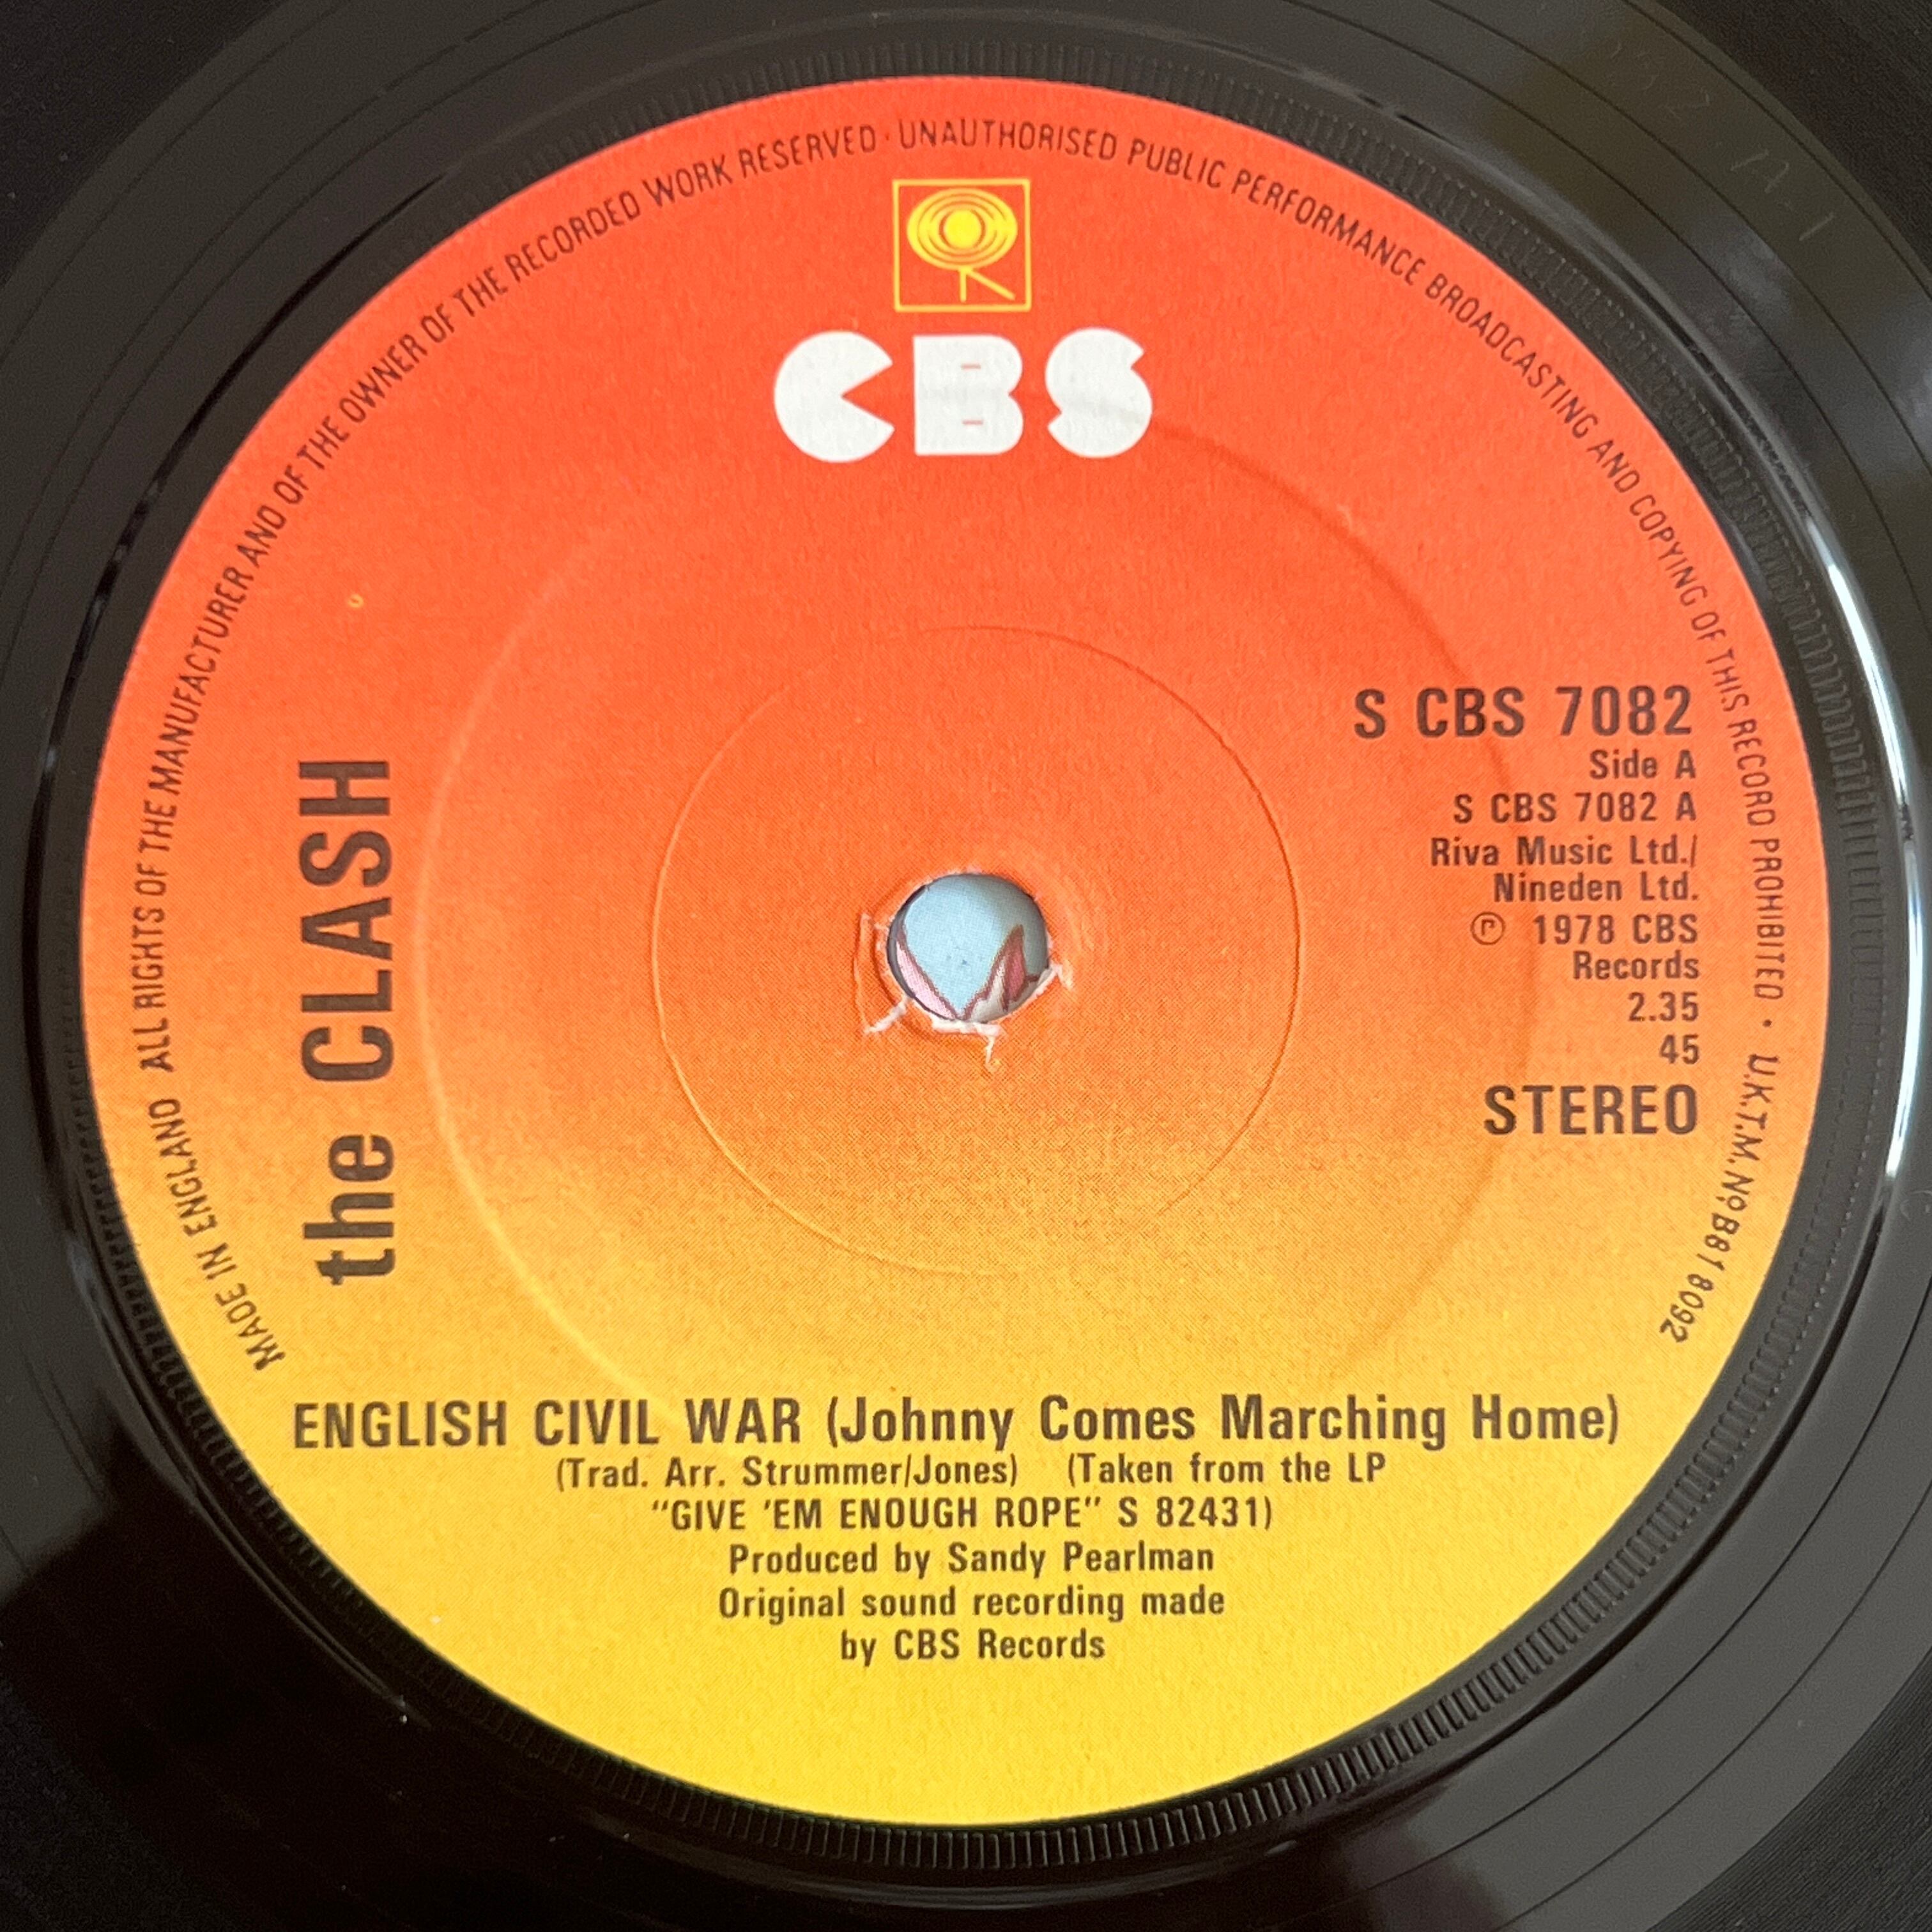 MADE IN ENGLAND ALL RIGHTS OF THE MANUFACTURER AND OF THE OWNER OF THE RECORDED WORK RESERVED · UNAUTHORISED PUBLIC PERFORMANCE BROADCASTING AND COPYING OF THIS RECORD PROHIBITED · U.K.T.M. No B81 8092
CBS
the CLASH
S CBS 7082
Side A
S CBS 7082 A
Riva Music Ltd./
Nineden Ltd.
℗ 1978 CBS
Records
2.35
45
STEREO
ENGLISH CIVIL WAR (Johnny Comes Marching Home)
(Trad. Arr. Strummer/Jones) (Taken from the LP
"GIVE 'EM ENOUGH ROPE" S 82431)
Produced by Sandy Pearlman
Original sound recording made
by CBS Records